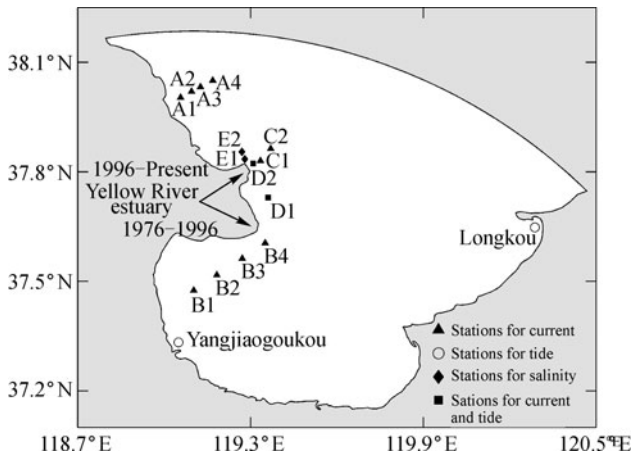 38.1°N
A2
A4
A1
A3
E2
C2
E1
C1
37.8°N
1996–Present
D2
Yellow River
estuary
D1
1976–1996
Longkou
B4
B3
37.5°N
B2
B1
Stations for current
Yangjiaogoukou
Stations for tide
Stations for salinity
37.2°N
Sations for current
and tide
118.7°E
119.3°E
119.9°E
120.5°E